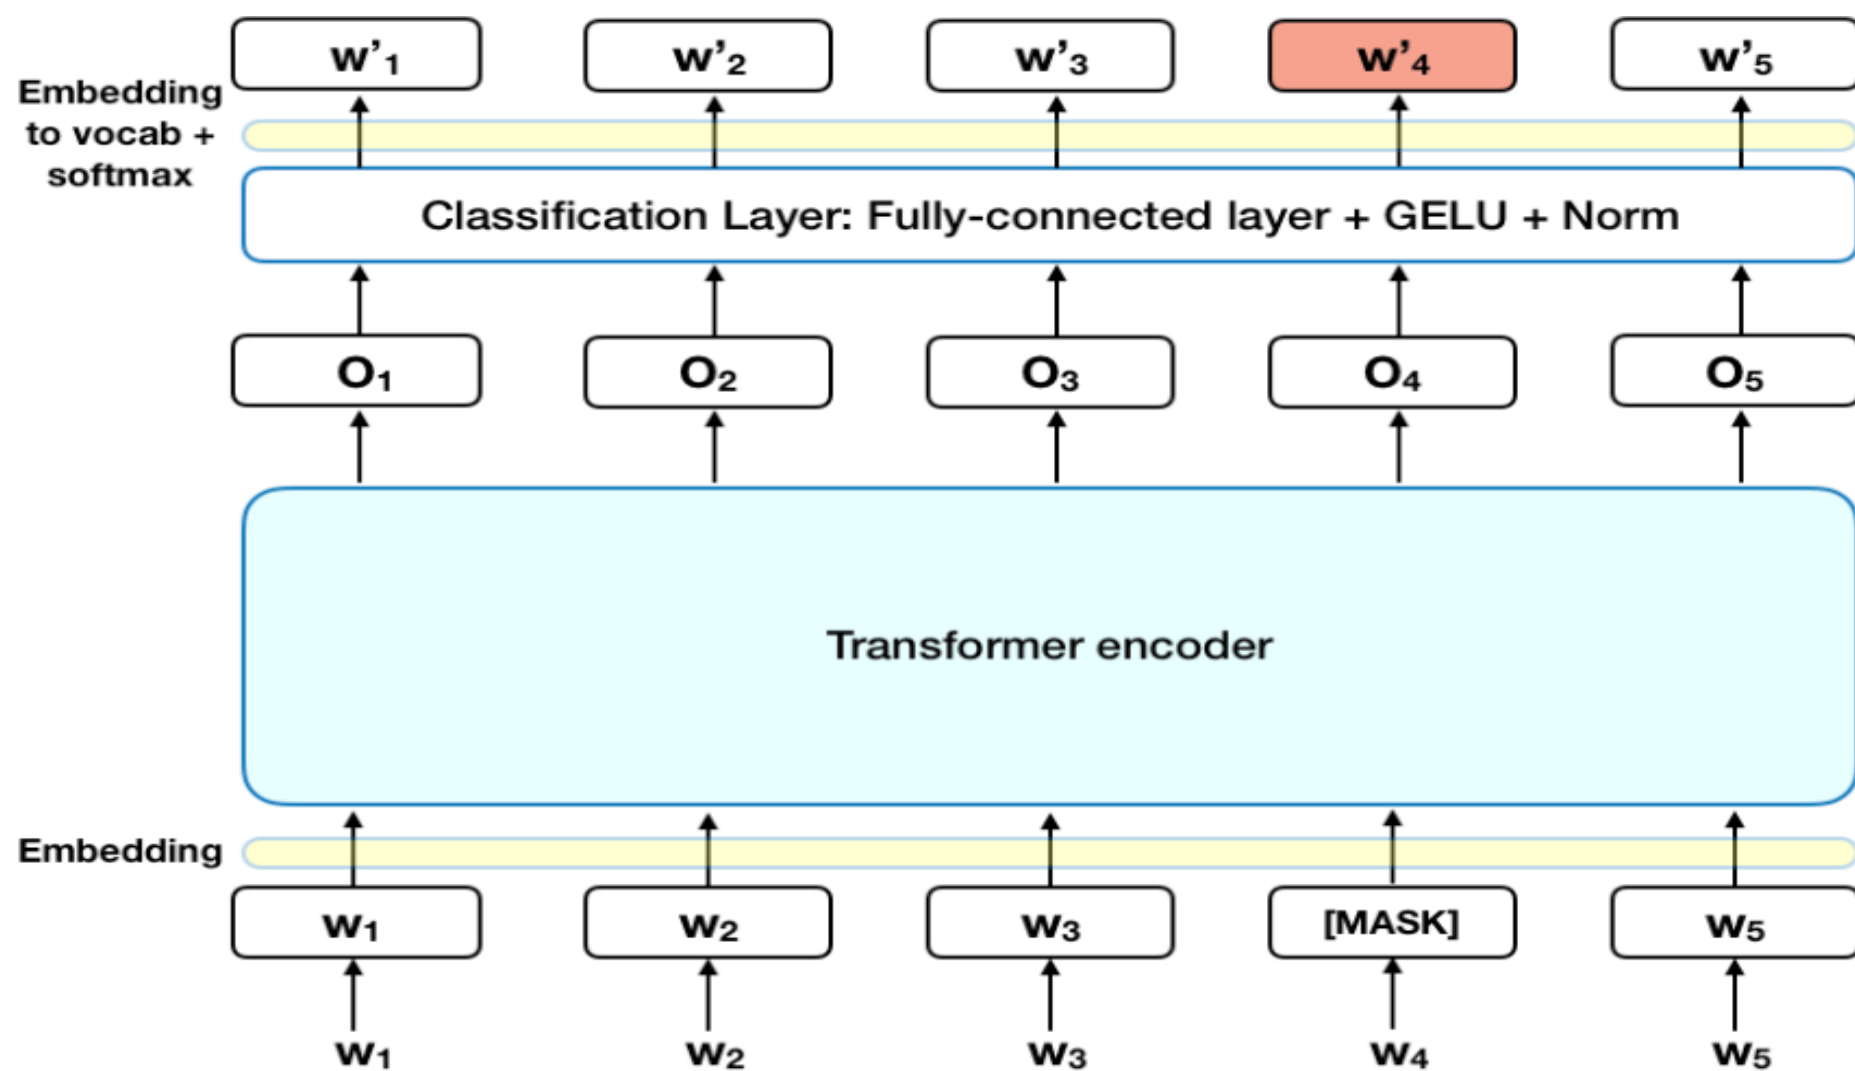 w’₁ w’₂ w’₃ w’₄ w’₅
Embedding
to vocab +
softmax
Classification Layer: Fully-connected layer + GELU + Norm
O₁ O₂ O₃ O₄ O₅
Transformer encoder
Embedding
w₁ w₂ w₃ [MASK] w₅
w₁ w₂ w₃ w₄ w₅